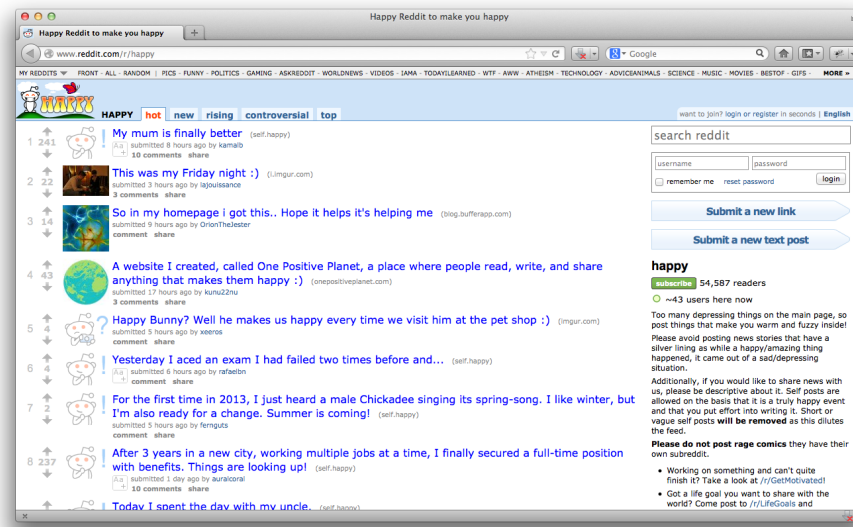 Happy Reddit to make you happy
Happy Reddit to make you happy
www.reddit.com/r/happy
Google
MY REDDITS FRONT - ALL - RANDOM | PICS - FUNNY - POLITICS - GAMING - ASKREDDIT - WORLDNEWS - VIDEOS - IAMA - TODAYILEARNED - WTF - AWW - ATHEISM - TECHNOLOGY - ADVICEANIMALS - SCIENCE - MUSIC - MOVIES - BESTOF - GIFS - MORE »
HAPPY HAPPY hot new rising controversial top
want to join? login or register in seconds | English
1 241 My mum is finally better (self.happy)
submitted 8 hours ago by kamalb
10 comments share
2 22 This was my Friday night :) (i.imgur.com)
submitted 3 hours ago by lajouissance
3 comments share
3 14 So in my homepage i got this.. Hope it helps it's helping me (blog.bufferapp.com)
submitted 9 hours ago by OrionTheJester
comment share
4 43 A website I created, called One Positive Planet, a place where people read, write, and share
anything that makes them happy :) (onepositiveplanet.com)
submitted 17 hours ago by kunu22nu
3 comments share
5 4 Happy Bunny? Well he makes us happy every time we visit him at the pet shop :) (imgur.com)
submitted 5 hours ago by xeeros
comment share
6 4 Yesterday I aced an exam I had failed two times before and... (self.happy)
Aa submitted 6 hours ago by rafaelbn
comment share
7 2 For the first time in 2013, I just heard a male Chickadee singing its spring-song. I like winter, but
I'm also ready for a change. Summer is coming! (self.happy)
submitted 5 hours ago by fernguts
comment share
8 237 After 3 years in a new city, working multiple jobs at a time, I finally secured a full-time position
with benefits. Things are looking up! (self.happy)
Aa submitted 1 day ago by auralcoral
10 comments share
Today I spent the day with my uncle. (self.happy)
search reddit
username password
remember me reset password login
Submit a new link
Submit a new text post
happy
subscribe 54,587 readers
~43 users here now
Too many depressing things on the main page, so
post things that make you warm and fuzzy inside!
Please avoid posting news stories that have a
silver lining as while a happy/amazing thing
happened, it came out of a sad/depressing
situation.
Additionally, if you would like to share news with
us, please be descriptive about it. Self posts are
allowed on the basis that it is a truly happy event
and that you put effort into writing it. Short or
vague self posts will be removed as this dilutes
the feed.
Please do not post rage comics they have their
own subreddit.
Working on something and can't quite
finish it? Take a look at /r/GetMotivated!
Got a life goal you want to share with the
world? Come post to /r/LifeGoals and